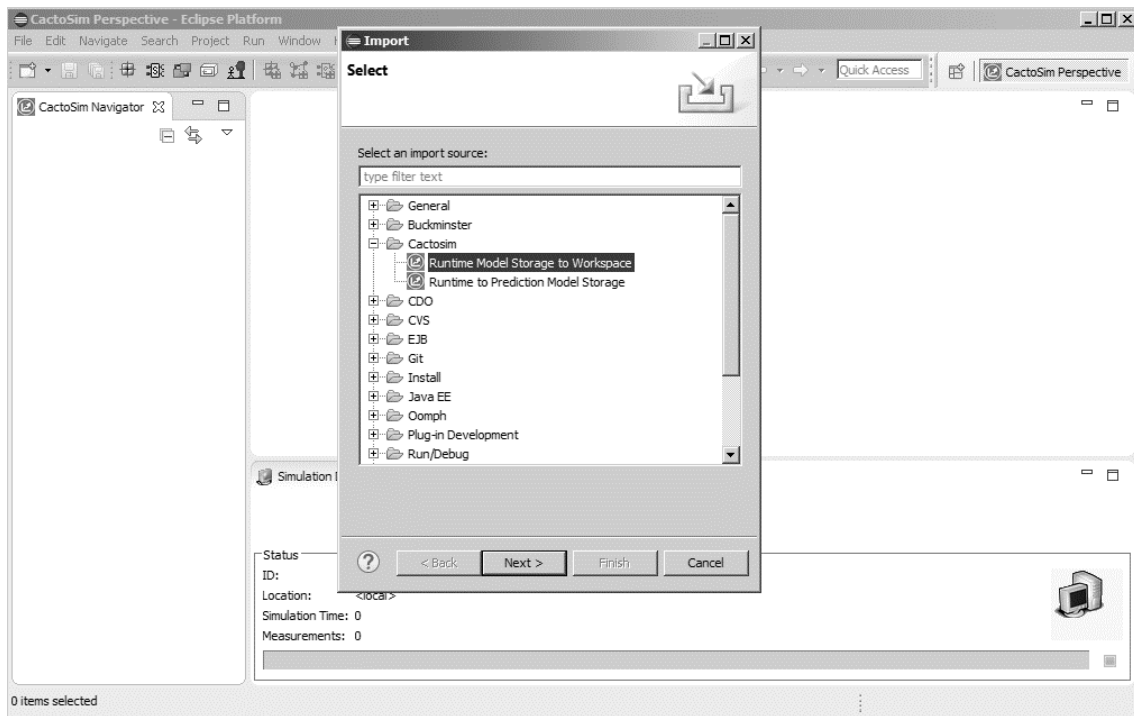 CactoSim Perspective - Eclipse Platform
File Edit Navigate Search Project Run Window
Import
Select
Quick Access
CactoSim Perspective
CactoSim Navigator
Select an import source:
type filter text
General
Buckminster
Cactosim
Runtime Model Storage to Workspace
Runtime to Prediction Model Storage
CDO
CVS
EJB
Git
Install
Java EE
Oomph
Plug-in Development
Run/Debug
Simulation
Status
ID:
Location: <local>
Simulation Time: 0
Measurements: 0
?
< Back
Next >
Finish
Cancel
0 items selected